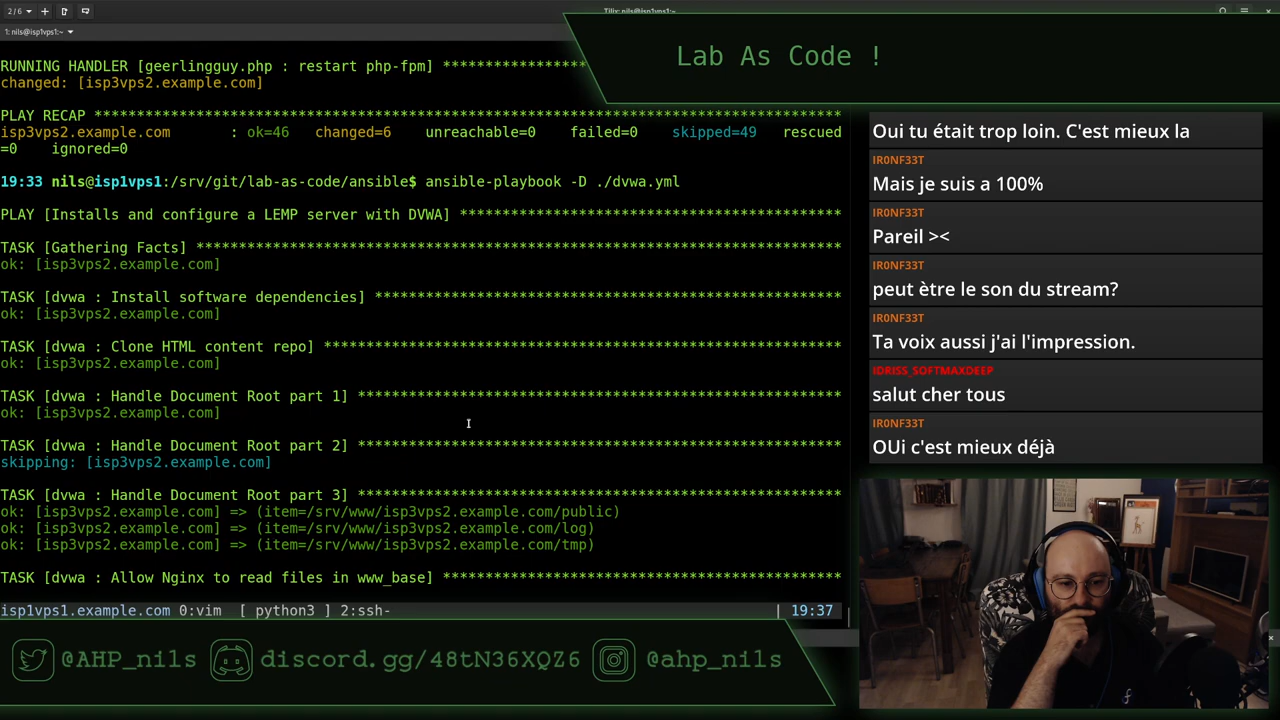 2/6
Tilix: nils@isp1vps1:~
1: nils@isp1vps1:~
Lab As Code !
RUNNING HANDLER [geerlingguy.php : restart php-fpm] *****************
changed: [isp3vps2.example.com]
PLAY RECAP ****************************************************************************************
isp3vps2.example.com       : ok=46   changed=6    unreachable=0    failed=0    skipped=49   rescued
=0    ignored=0
19:33 nils@isp1vps1:/srv/git/lab-as-code/ansible$ ansible-playbook -D ./dvwa.yml
PLAY [Installs and configure a LEMP server with DVWA] *********************************************
TASK [Gathering Facts] ****************************************************************************
ok: [isp3vps2.example.com]
TASK [dvwa : Install software dependencies] *******************************************************
ok: [isp3vps2.example.com]
TASK [dvwa : Clone HTML content repo] *************************************************************
ok: [isp3vps2.example.com]
TASK [dvwa : Handle Document Root part 1] *********************************************************
ok: [isp3vps2.example.com]
TASK [dvwa : Handle Document Root part 2] *********************************************************
skipping: [isp3vps2.example.com]
TASK [dvwa : Handle Document Root part 3] *********************************************************
ok: [isp3vps2.example.com] => (item=/srv/www/isp3vps2.example.com/public)
ok: [isp3vps2.example.com] => (item=/srv/www/isp3vps2.example.com/log)
ok: [isp3vps2.example.com] => (item=/srv/www/isp3vps2.example.com/tmp)
TASK [dvwa : Allow Nginx to read files in www_base] ***********************************************
isp1vps1.example.com 0:vim  [ python3 ] 2:ssh-  | 19:37
Oui tu était trop loin. C'est mieux la
IR0NF33T
Mais je suis a 100%
IR0NF33T
Pareil ><
IR0NF33T
peut ètre le son du stream?
IR0NF33T
Ta voix aussi j'ai l'impression.
IDRISS_SOFTMAXDEEP
salut cher tous
IR0NF33T
OUi c'est mieux déjà
@AHP_nils
discord.gg/48tN36XQZ6
@ahp_nils